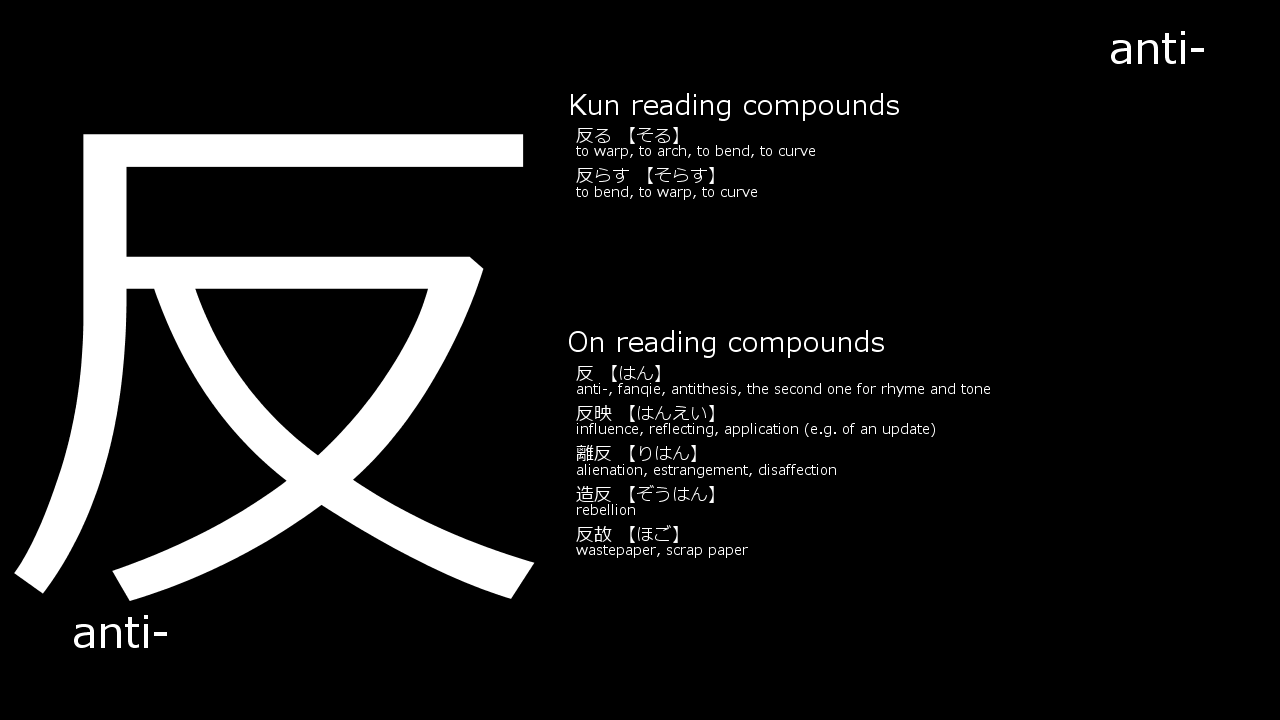 anti-
反
anti-
Kun reading compounds
反る 【そる】
to warp, to arch, to bend, to curve
反らす 【そらす】
to bend, to warp, to curve
On reading compounds
反 【はん】
anti-, fanqie, antithesis, the second one for rhyme and tone
反映 【はんえい】
influence, reflecting, application (e.g. of an update)
離反 【りはん】
alienation, estrangement, disaffection
造反 【ぞうはん】
rebellion
反故 【ほご】
wastepaper, scrap paper